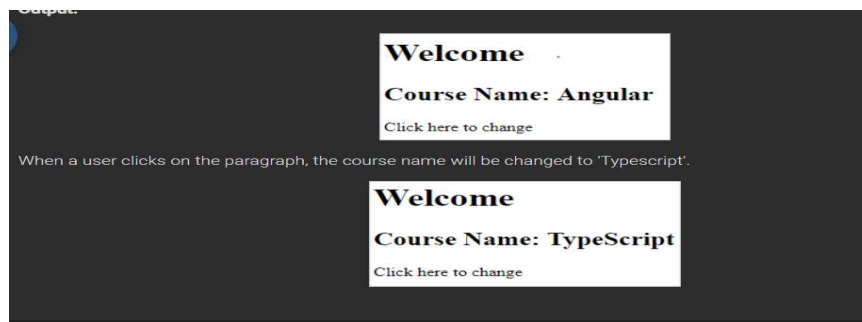 Output:
Welcome
Course Name: Angular
Click here to change
When a user clicks on the paragraph, the course name will be changed to 'Typescript'.
Welcome
Course Name: TypeScript
Click here to change